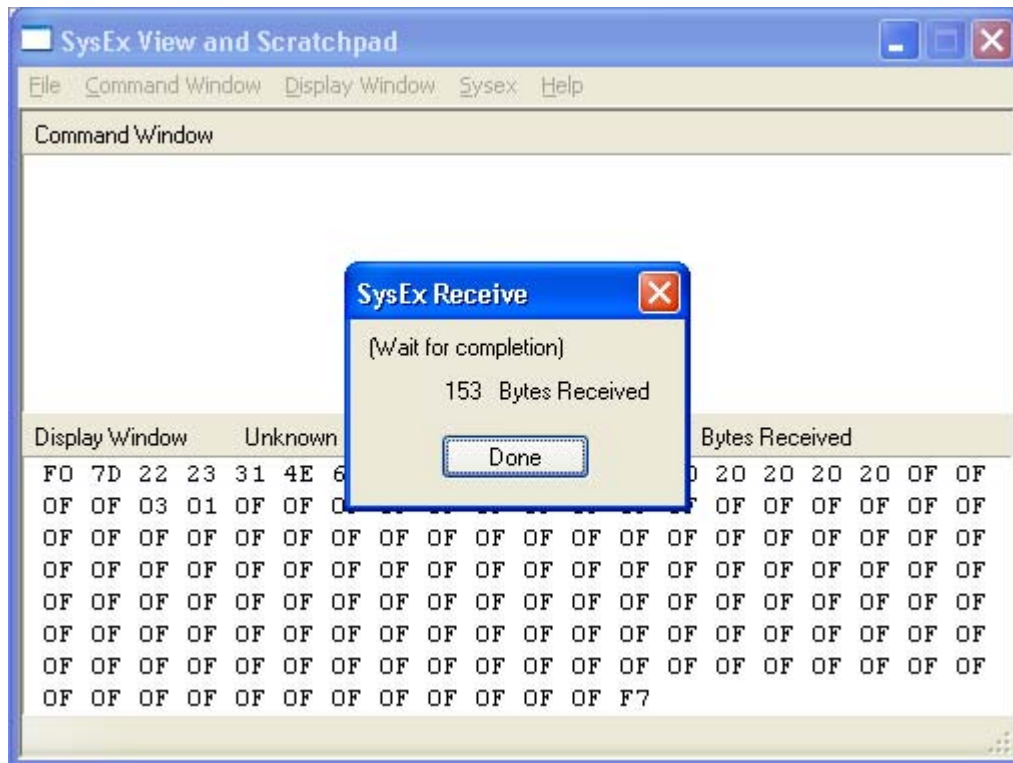 SysEx View and Scratchpad
File Command Window Display Window Sysex Help
Command Window
SysEx Receive
(Wait for completion)
153 Bytes Received
Done
Display Window Unknown Bytes Received
F0 7D 22 23 31 4E 20 20 20 20 0F 0F
0F 0F 03 01 0F 0F 0F 0F 0F 0F 0F 0F
0F 0F 0F 0F 0F 0F 0F 0F 0F 0F 0F 0F 0F 0F 0F 0F 0F 0F 0F 0F
0F 0F 0F 0F 0F 0F 0F 0F 0F 0F 0F 0F 0F 0F 0F 0F 0F 0F 0F 0F
0F 0F 0F 0F 0F 0F 0F 0F 0F 0F 0F 0F 0F 0F 0F 0F 0F 0F 0F 0F
0F 0F 0F 0F 0F 0F 0F 0F 0F 0F 0F 0F 0F 0F 0F 0F 0F 0F 0F 0F
0F 0F 0F 0F 0F 0F 0F 0F 0F 0F 0F 0F 0F 0F 0F 0F 0F 0F 0F 0F
0F 0F 0F 0F 0F 0F 0F 0F 0F 0F 0F 0F F7